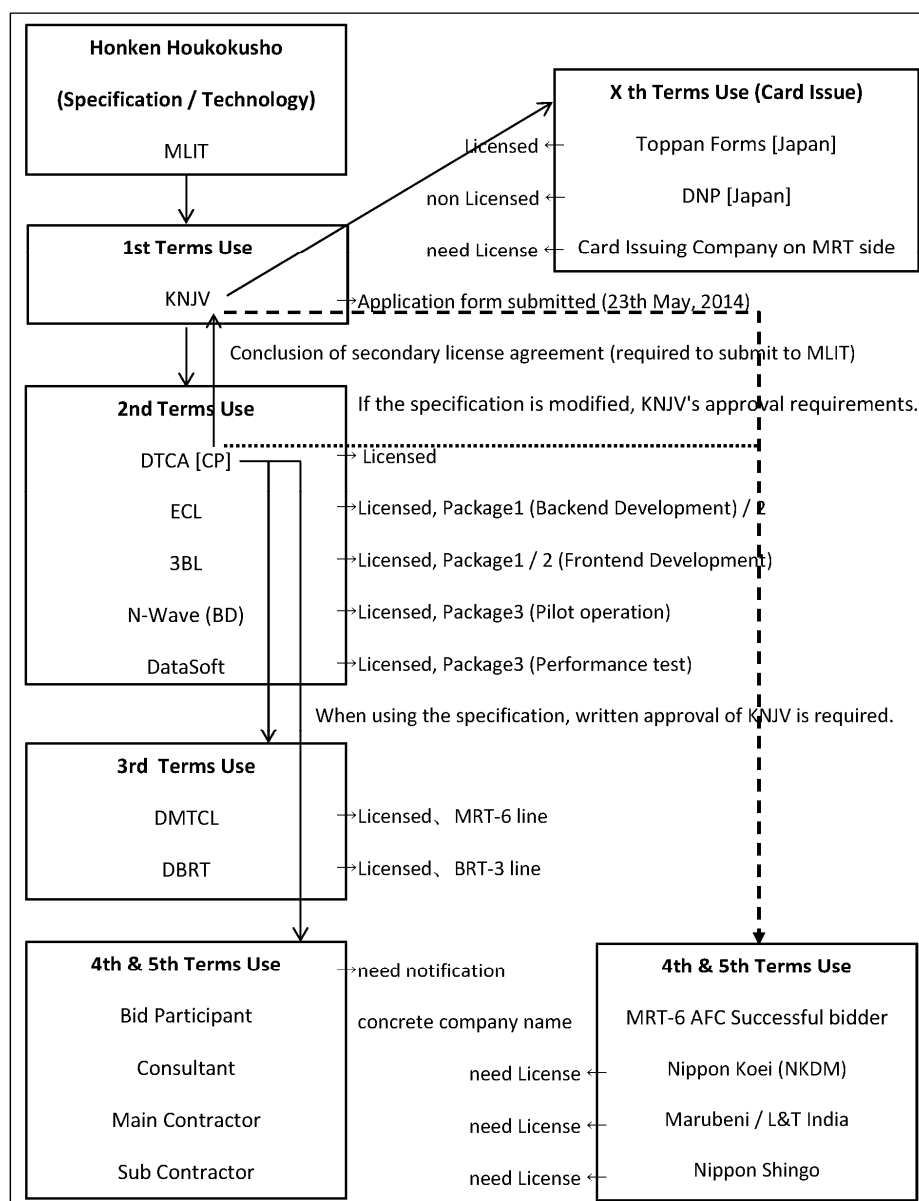 Honken Houkokusho
(Specification / Technology)
MLIT
X th Terms Use (Card Issue)
Licensed ← Toppan Forms [Japan]
non Licensed ← DNP [Japan]
need License ← Card Issuing Company on MRT side
1st Terms Use
KNJV
→Application form submitted (23th May, 2014)
Conclusion of secondary license agreement (required to submit to MLIT)
If the specification is modified, KNJV's approval requirements.
2nd Terms Use
DTCA [CP] →Licensed
ECL →Licensed, Package1 (Backend Development) / 2
3BL →Licensed, Package1 / 2 (Frontend Development)
N-Wave (BD) →Licensed, Package3 (Pilot operation)
DataSoft →Licensed, Package3 (Performance test)
When using the specification, written approval of KNJV is required.
3rd Terms Use
DMTCL →Licensed、MRT-6 line
DBRT →Licensed、BRT-3 line
4th & 5th Terms Use →need notification
Bid Participant concrete company name
Consultant
Main Contractor
Sub Contractor
4th & 5th Terms Use
MRT-6 AFC Successful bidder
need License ← Nippon Koei (NKDM)
need License ← Marubeni / L&T India
need License ← Nippon Shingo